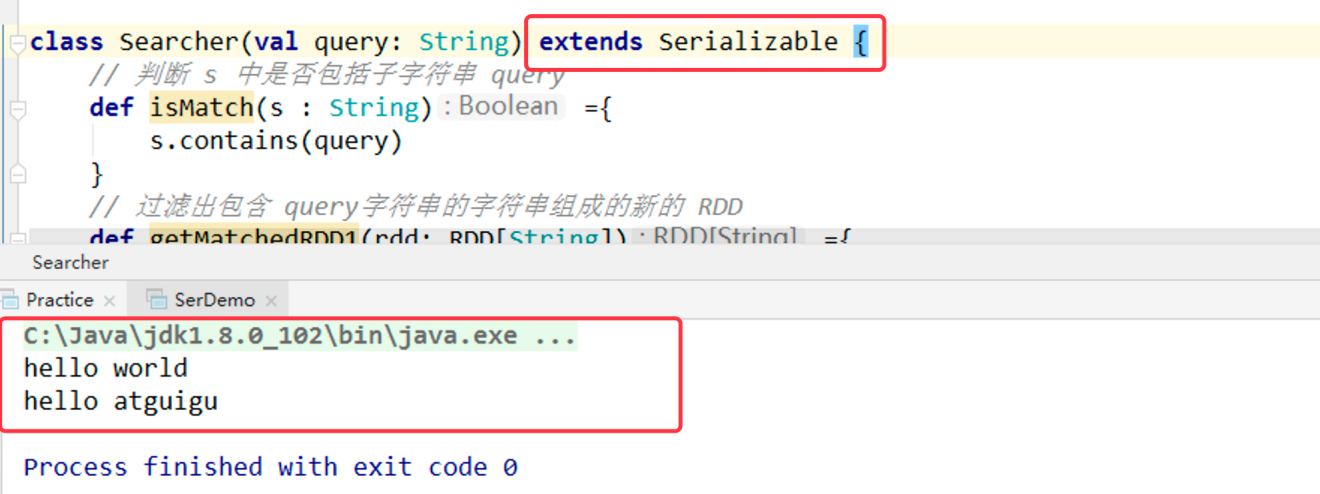 class Searcher(val query: String) extends Serializable {
// 判断 s 中是否包括子字符串 query
def isMatch(s : String) : Boolean ={
s.contains(query)
}
// 过滤出包含 query字符串的字符串组成的新的 RDD
def getMatchedRDD1(rdd: RDD[String]) : RDD[String] ={
Searcher
Practice × SerDemo ×
C:\Java\jdk1.8.0_102\bin\java.exe ...
hello world
hello atguigu
Process finished with exit code 0